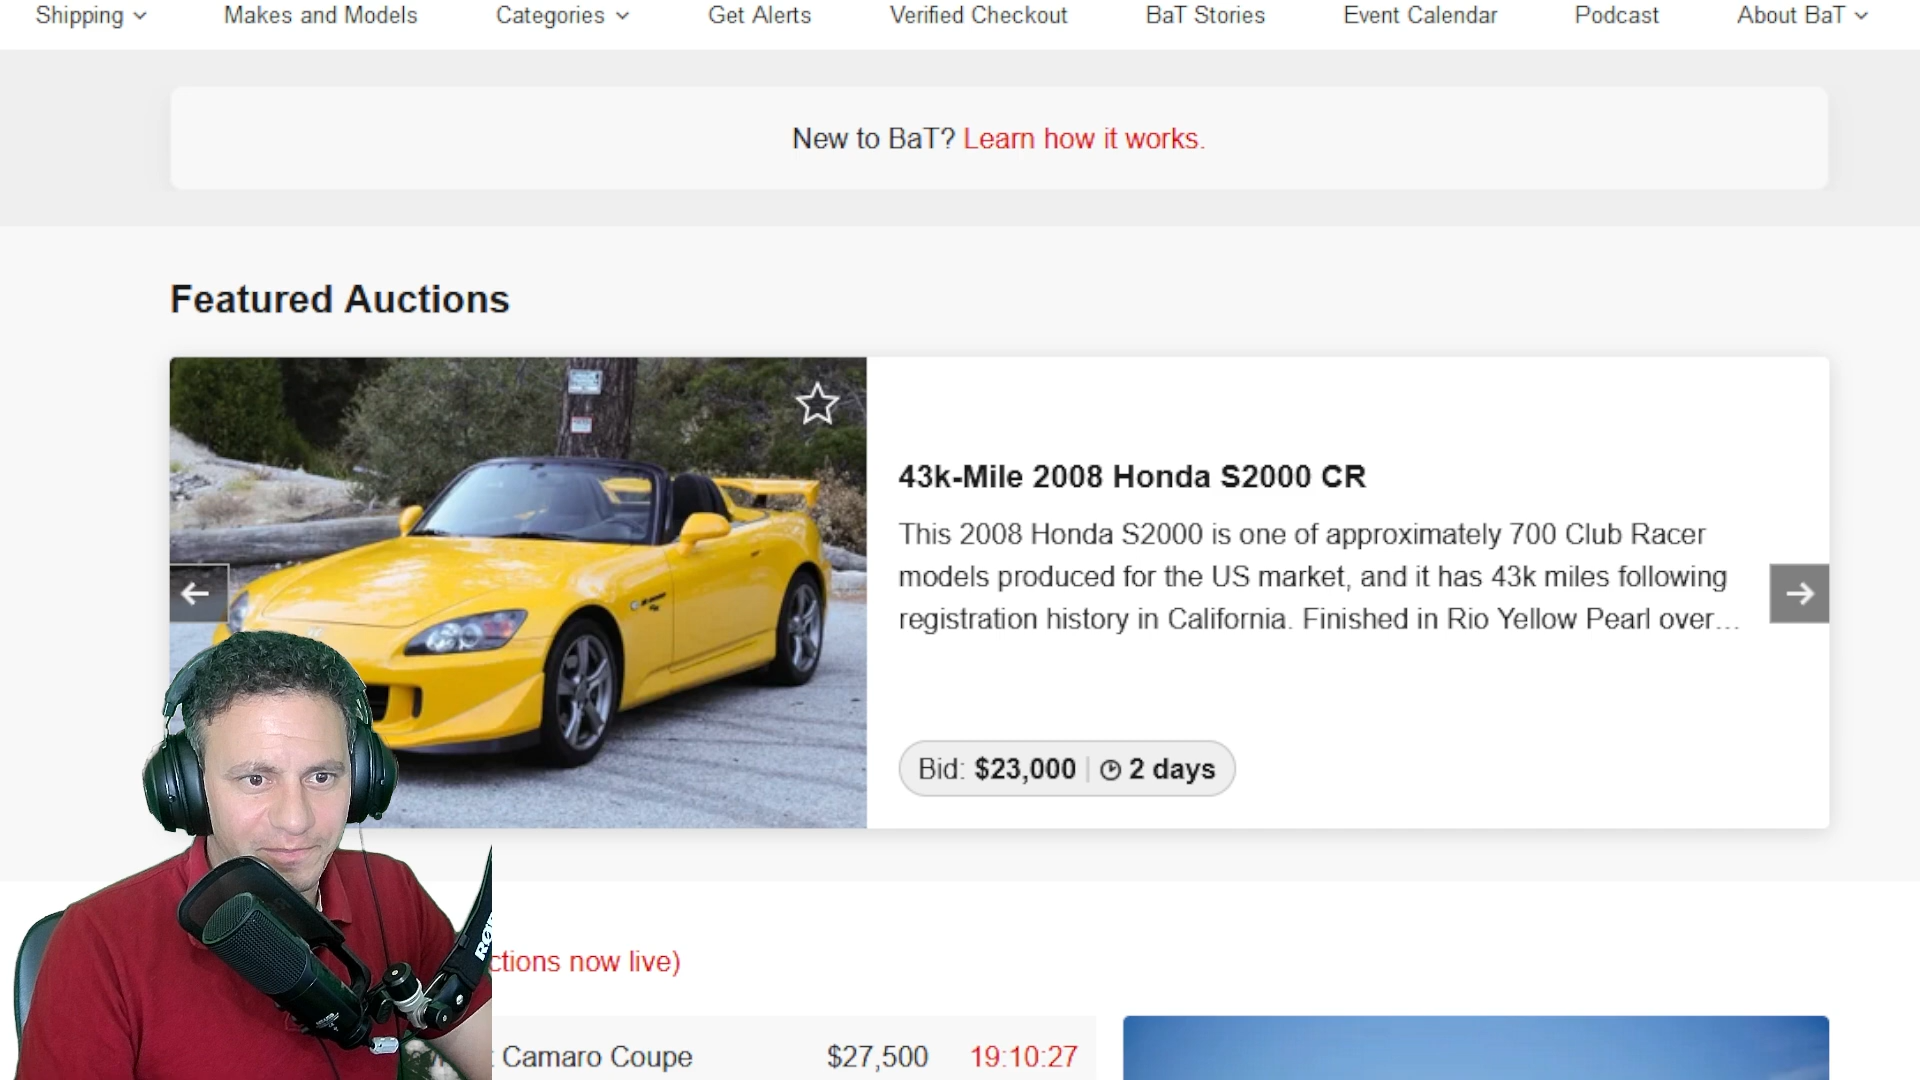 Shipping Makes and Models Categories Get Alerts Verified Checkout BaT Stories Event Calendar Podcast About BaT
New to BaT? Learn how it works.
Featured Auctions
43k-Mile 2008 Honda S2000 CR
This 2008 Honda S2000 is one of approximately 700 Club Racer
models produced for the US market, and it has 43k miles following
registration history in California. Finished in Rio Yellow Pearl over...
Bid: $23,000 2 days
ctions now live)
Camaro Coupe $27,500 19:10:27